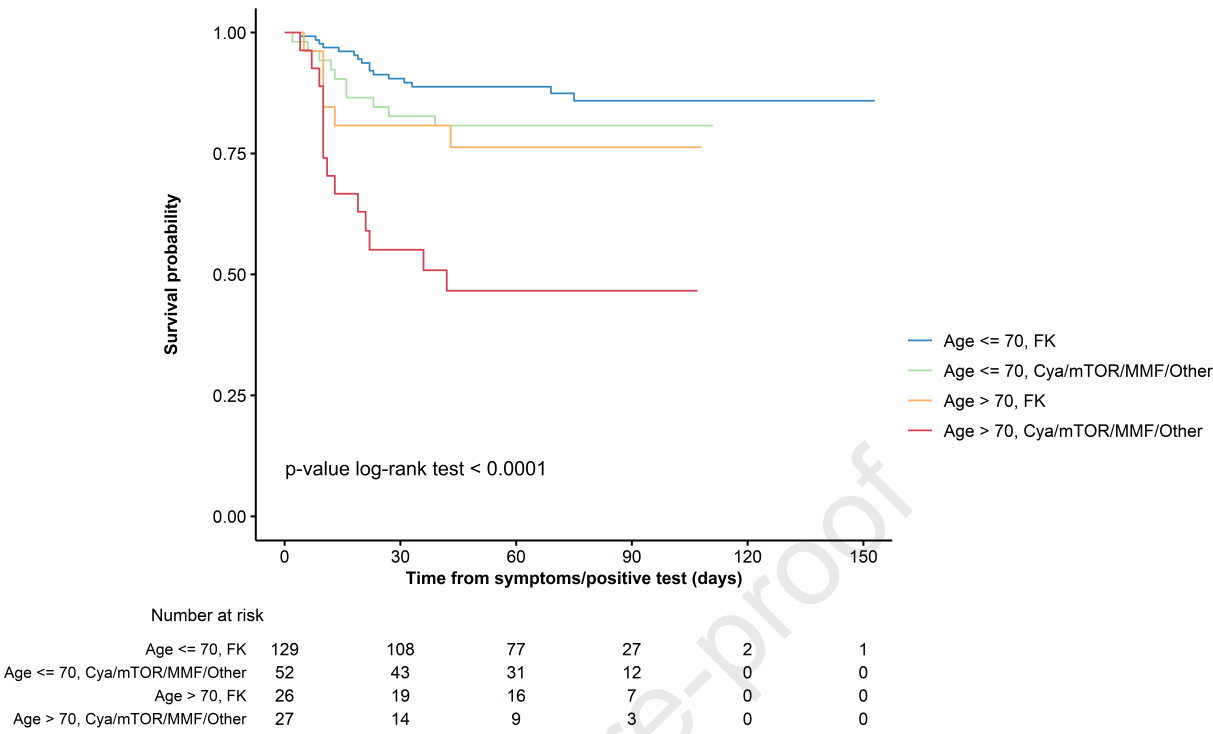 1.00
0.75
0.50
0.25
0.00
Survival probability
p-value log-rank test < 0.0001
0 30 60 90 120 150
Time from symptoms/positive test (days)
Age <= 70, FK
Age <= 70, Cya/mTOR/MMF/Other
Age > 70, FK
Age > 70, Cya/mTOR/MMF/Other
Number at risk
Age <= 70, FK 129 108 77 27 2 1
Age <= 70, Cya/mTOR/MMF/Other 52 43 31 12 0 0
Age > 70, FK 26 19 16 7 0 0
Age > 70, Cya/mTOR/MMF/Other 27 14 9 3 0 0
re-proof